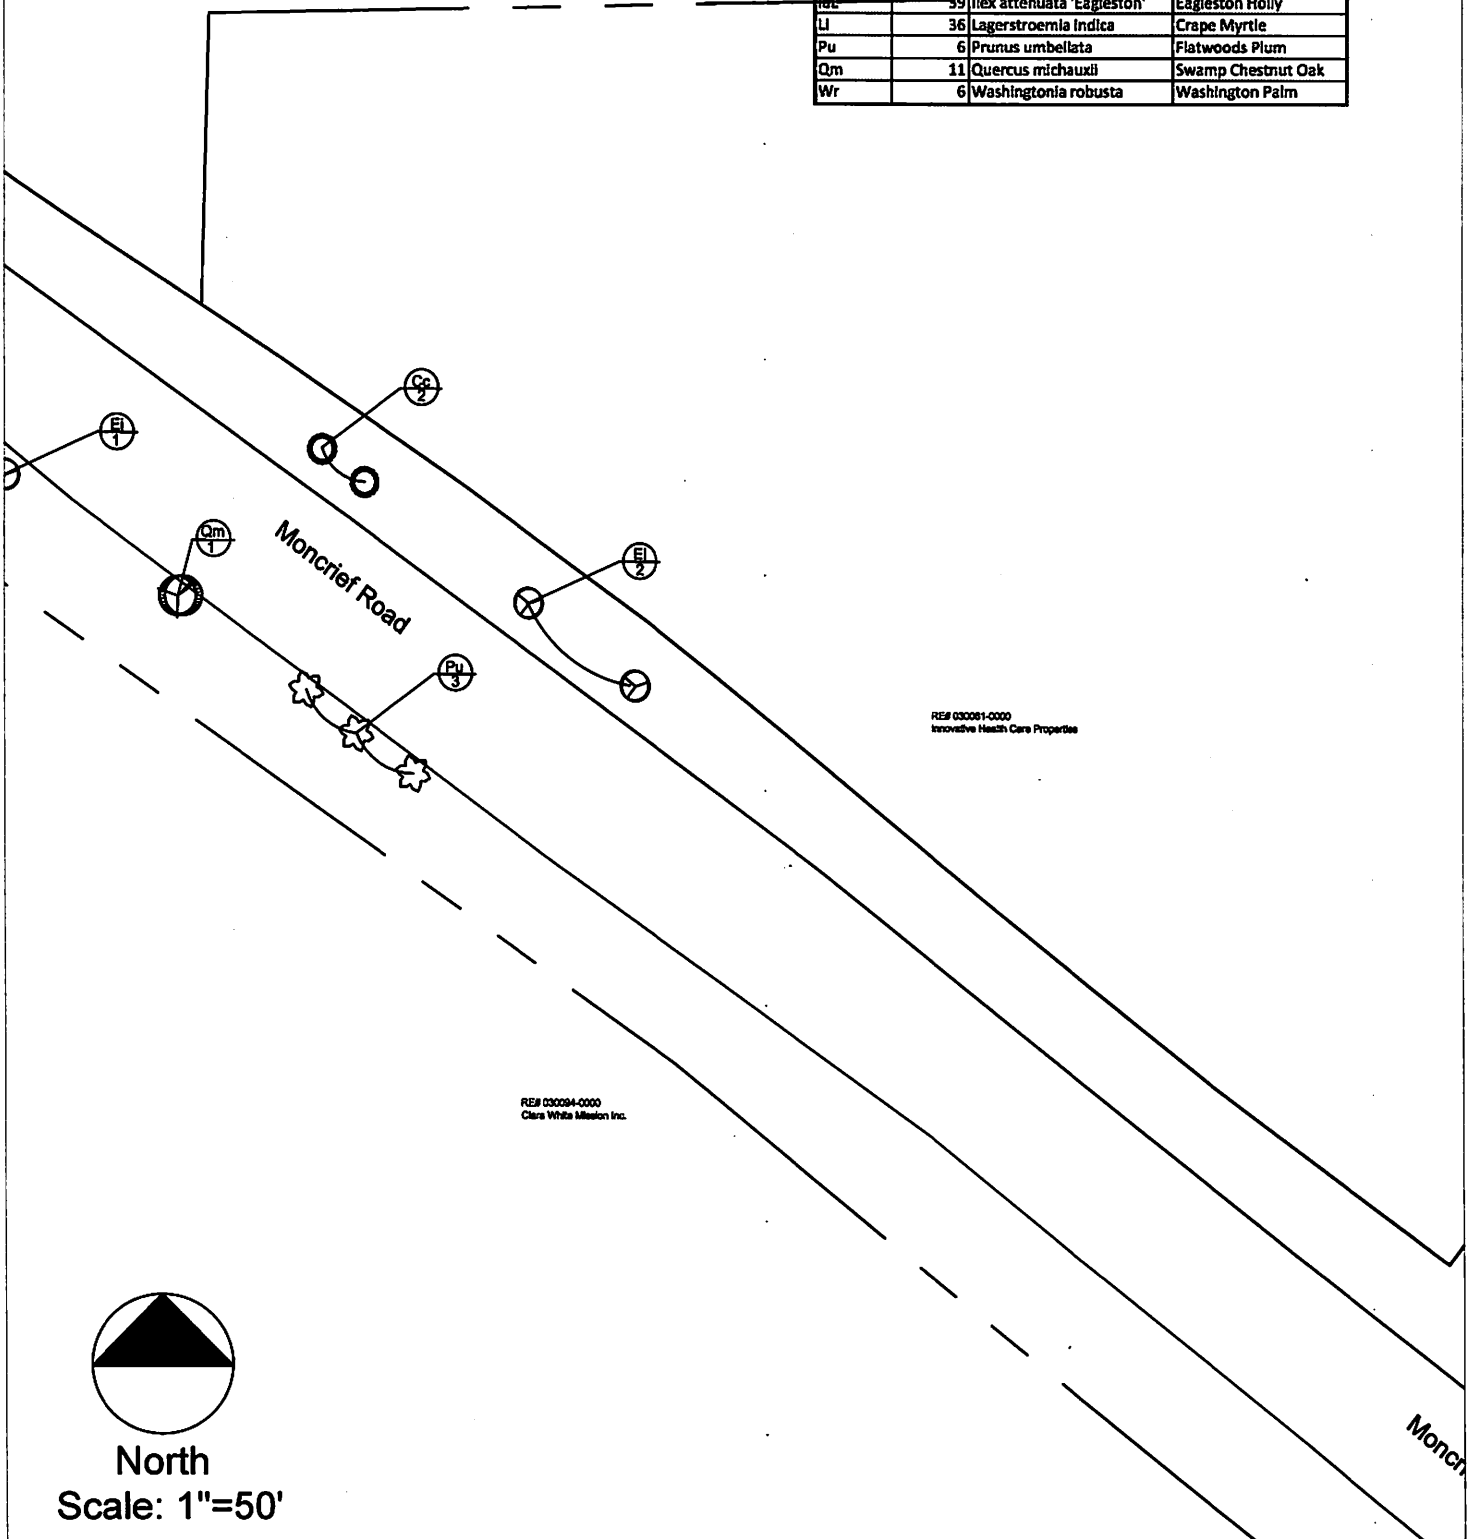 39 Ilex attenuata 'Eagleston' Eagleston Holly
LI 36 Lagerstroemia indica Crape Myrtle
Pu 6 Prunus umbellata Flatwoods Plum
Qm 11 Quercus michauxii Swamp Chestnut Oak
Wr 6 Washingtonia robusta Washington Palm
Cc
2
Ei
1
Qm
1
Moncrief Road
Ei
2
Pu
3
RE# 030061-0000
Innovative Health Care Properties
RE# 030094-0000
Clara White Mission Inc.
North
Scale: 1"=50'
Moncri